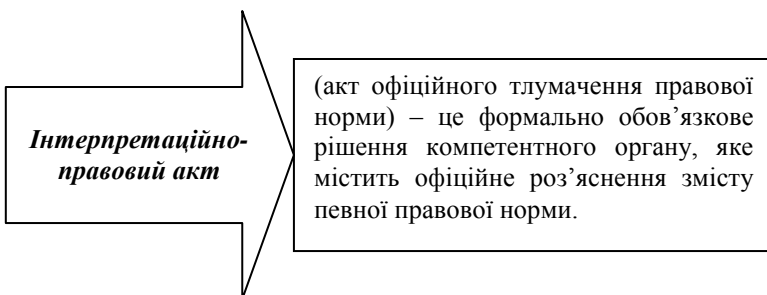 Інтерпретаційно-
правовий акт
(акт офіційного тлумачення правової
норми) – це формально обов’язкове
рішення компетентного органу, яке
містить офіційне роз’яснення змісту
певної правової норми.